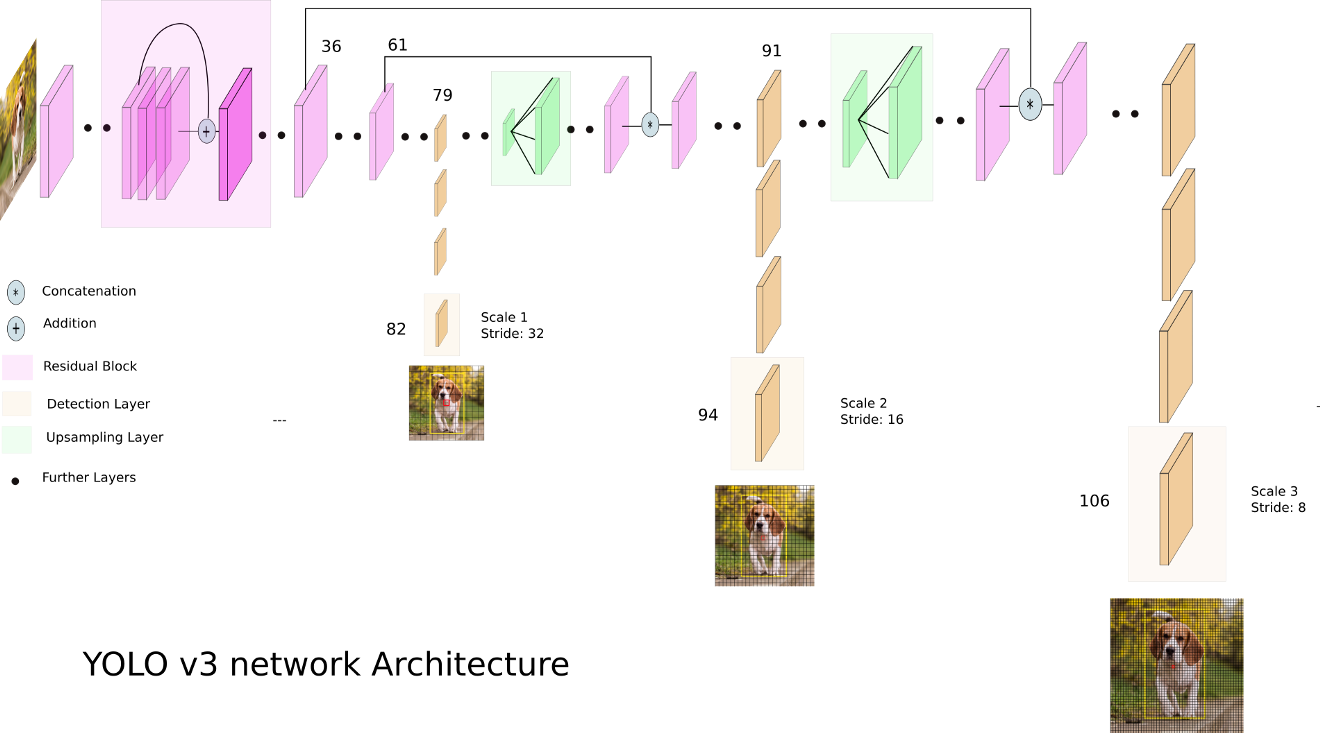 36
61
91
79
Concatenation
Addition
Residual Block
Detection Layer
Upsampling Layer
Further Layers
---
82
Scale 1
Stride: 32
94
Scale 2
Stride: 16
106
Scale 3
Stride: 8
-
YOLO v3 network Architecture